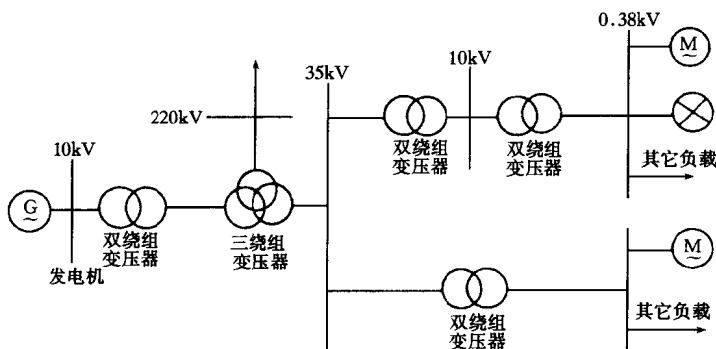 0.38kV
M
~
35kV
10kV
220kV
双绕组
变压器
双绕组
变压器
其它负载
10kV
G
~
双绕组
变压器
三绕组
变压器
发电机
M
~
双绕组
变压器
其它负载